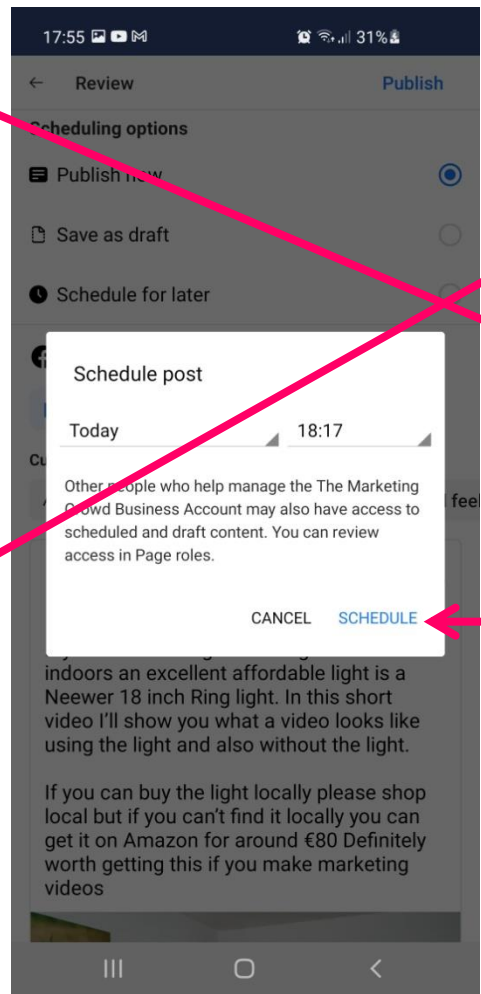 17:55 31%
Review Publish
Scheduling options
Publish now
Save as draft
Schedule for later
Schedule post
Today 18:17
Other people who help manage the The Marketing
Crowd Business Account may also have access to
scheduled and draft content. You can review
access in Page roles.
feel
CANCEL SCHEDULE
indoors an excellent affordable light is a
Neewer 18 inch Ring light. In this short
video I'll show you what a video looks like
using the light and also without the light.
If you can buy the light locally please shop
local but if you can't find it locally you can
get it on Amazon for around €80 Definitely
worth getting this if you make marketing
videos